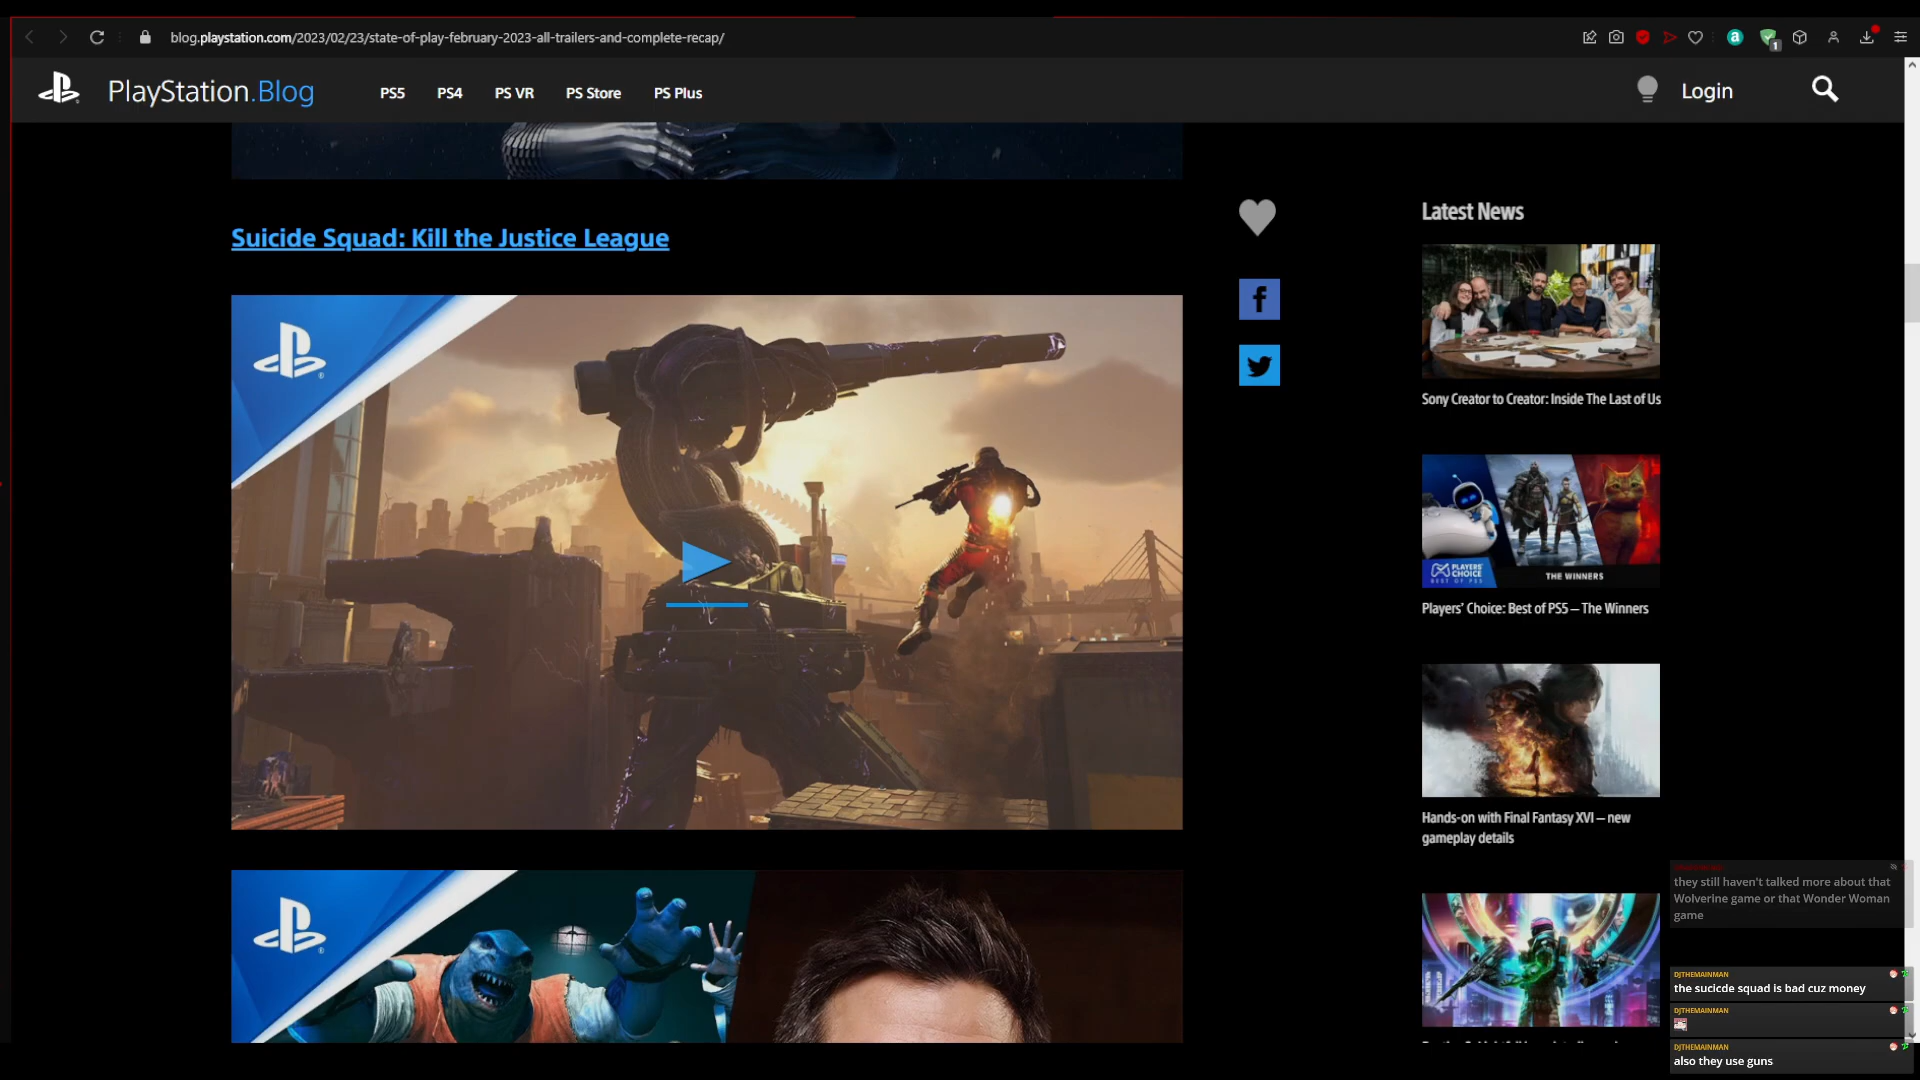 blog.playstation.com/2023/02/23/state-of-play-february-2023-all-trailers-and-complete-recap/
1
PlayStation.Blog
PS5
PS4
PS VR
PS Store
PS Plus
Login
Suicide Squad: Kill the Justice League
Latest News
Sony Creator to Creator: Inside The Last of Us
PLAYERS'
CHOICE
BEST OF PS5
THE WINNERS
Players' Choice: Best of PS5 – The Winners
Hands-on with Final Fantasy XVI – new
gameplay details
they still haven't talked more about that
Wolverine game or that Wonder Woman
game
DJTHEMAINMAN
the sucicde squad is bad cuz money
DJTHEMAINMAN
DJTHEMAINMAN
also they use guns